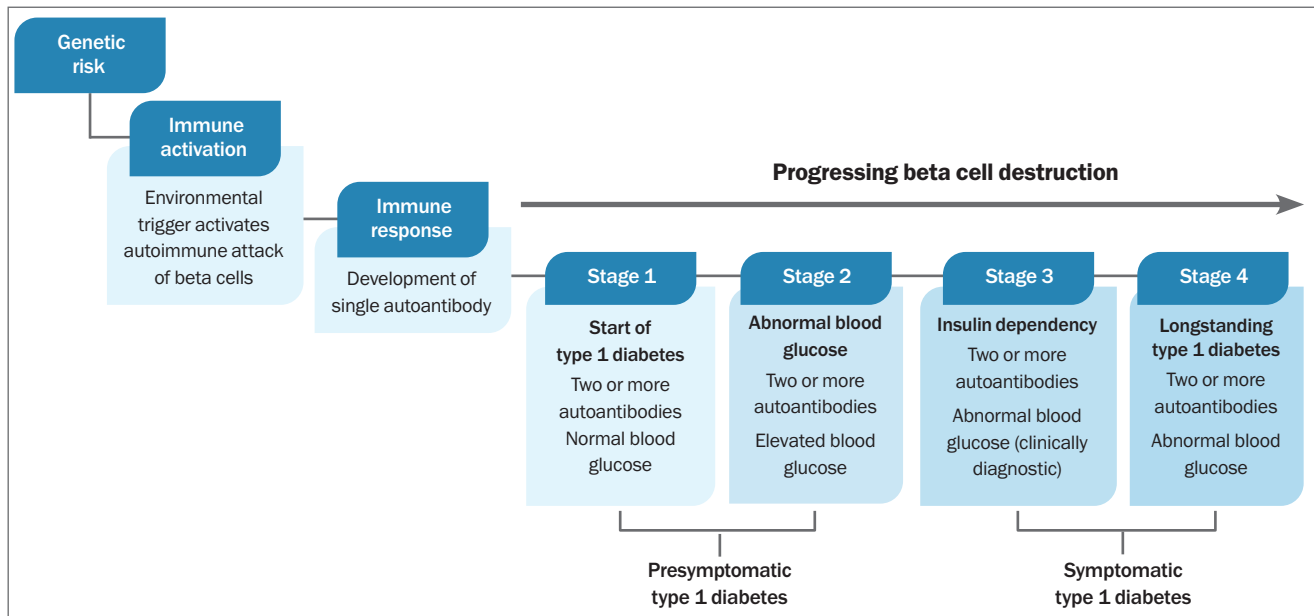 Genetic
risk
Immune
activation
Environmental
trigger activates
autoimmune attack
of beta cells
Immune
response
Development of
single autoantibody
Progressing beta cell destruction
Stage 1
Start of
type 1 diabetes
Two or more
autoantibodies
Normal blood
glucose
Stage 2
Abnormal blood
glucose
Two or more
autoantibodies
Elevated blood
glucose
Stage 3
Insulin dependency
Two or more
autoantibodies
Abnormal blood
glucose (clinically
diagnostic)
Stage 4
Longstanding
type 1 diabetes
Two or more
autoantibodies
Abnormal blood
glucose
Presymptomatic
type 1 diabetes
Symptomatic
type 1 diabetes